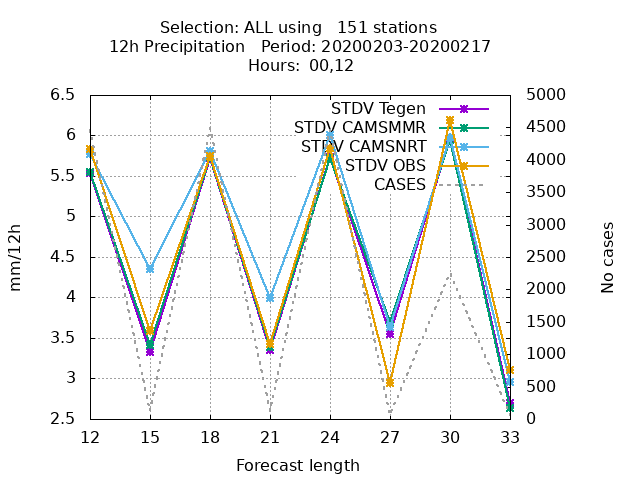 Selection: ALL using   151 stations
12h Precipitation   Period: 20200203-20200217
Hours:  00,12
6.5
6
5.5
5
4.5
4
3.5
3
2.5
mm/12h
STDV Tegen
STDV CAMSMMR
STDV CAMSNRT
STDV OBS
CASES
5000
4500
4000
3500
3000
2500
2000
1500
1000
500
0
No cases
12 15 18 21 24 27 30 33
Forecast length